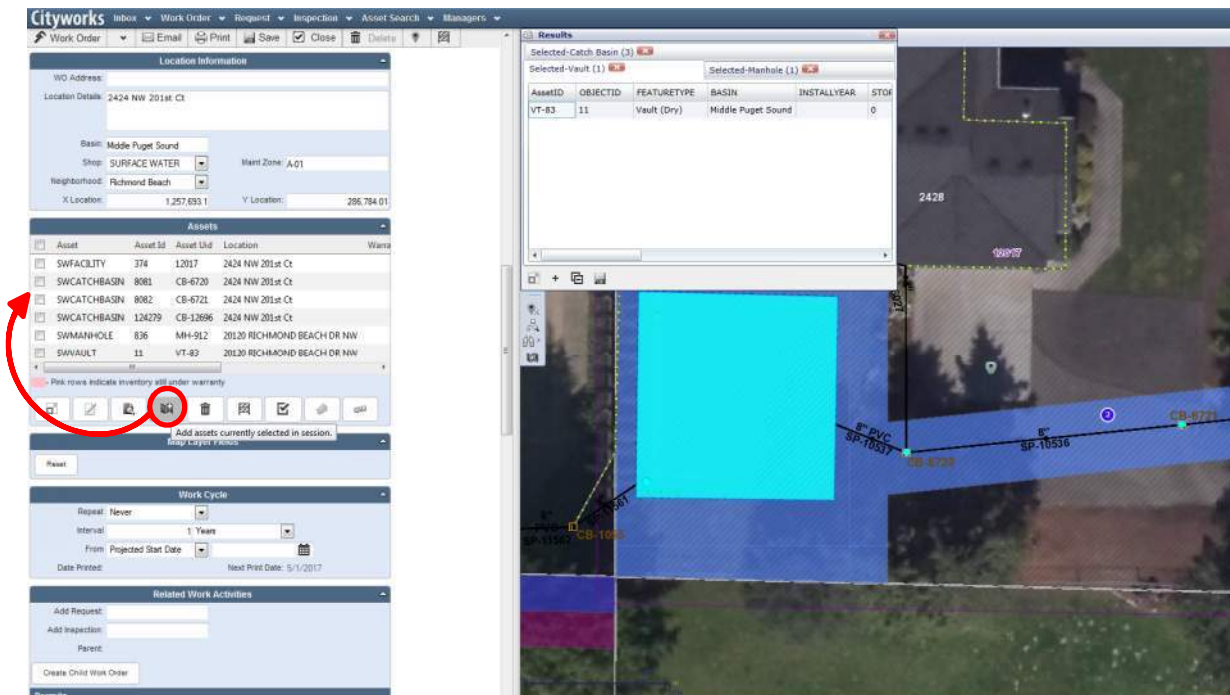 Cityworks Inbox Work Order Request Inspection Asset Search Managers
Work Order Email Print Save Close Delete
Location Information
WO Address:
Location Details: 2424 NW 201st Ct
Basin: Middle Puget Sound
Shop: SURFACE WATER Maint Zone: A-01
Neighborhood: Richmond Beach
X Location: 1,257,693.1 Y Location: 286,784.01
Assets
Asset Asset Id Asset Uid Location Warra
SWFACILITY 374 12017 2424 NW 201st Ct
SWCATCHBASIN 8081 CB-6720 2424 NW 201st Ct
SWCATCHBASIN 8082 CB-6721 2424 NW 201st Ct
SWCATCHBASIN 124279 CB-12696 2424 NW 201st Ct
SWMANHOLE 836 MH-912 20120 RICHMOND BEACH DR NW
SWVAULT 11 VT-83 20120 RICHMOND BEACH DR NW
- Pink rows indicate inventory still under warranty
Add assets currently selected in session.
Map Layer Fields
Reset
Work Cycle
Repeat: Never
Interval: 1 Years
From: Projected Start Date
Date Printed: Next Print Date: 5/1/2017
Related Work Activities
Add Request:
Add Inspection:
Parent:
Create Child Work Order
Permits
Results
Selected-Catch Basin (3)
Selected-Vault (1) Selected-Manhole (1)
AssetID OBJECTID FEATURETYPE BASIN INSTALLYEAR STOR
VT-83 11 Vault (Dry) Middle Puget Sound 0
2428
12017
2
CB-6721
8"
SP-10536
8" PVC
SP-10537
CB-6720
PVC
SP-11562